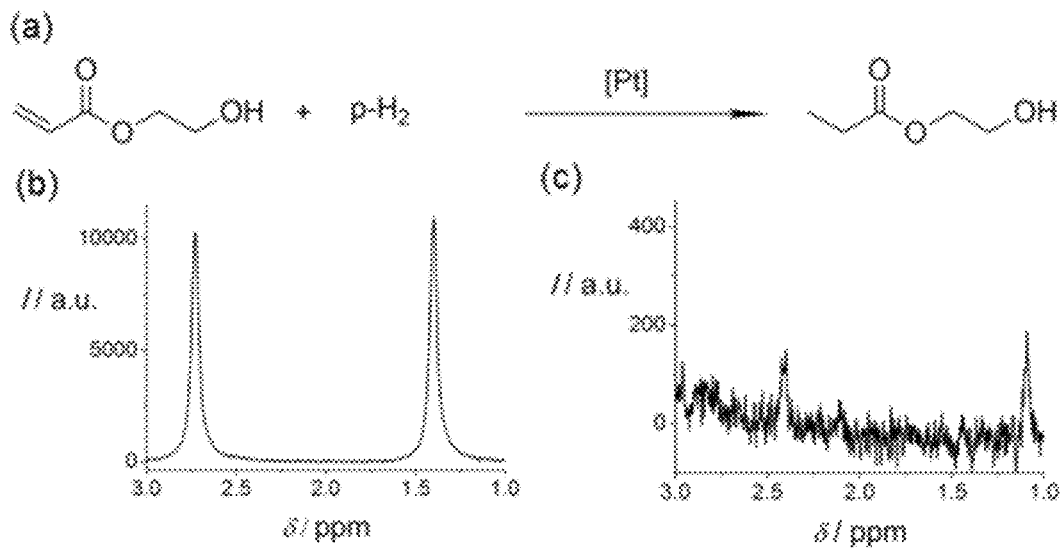 (a)
O
O
OH
+
p-H₂
[Pt]
O
O
OH
(b)
10000
I / a.u.
5000
0
3.0
2.5
2.0
1.5
1.0
δ / ppm
(c)
400
I / a.u.
200
0
3.0
2.5
2.0
1.5
1.0
δ / ppm